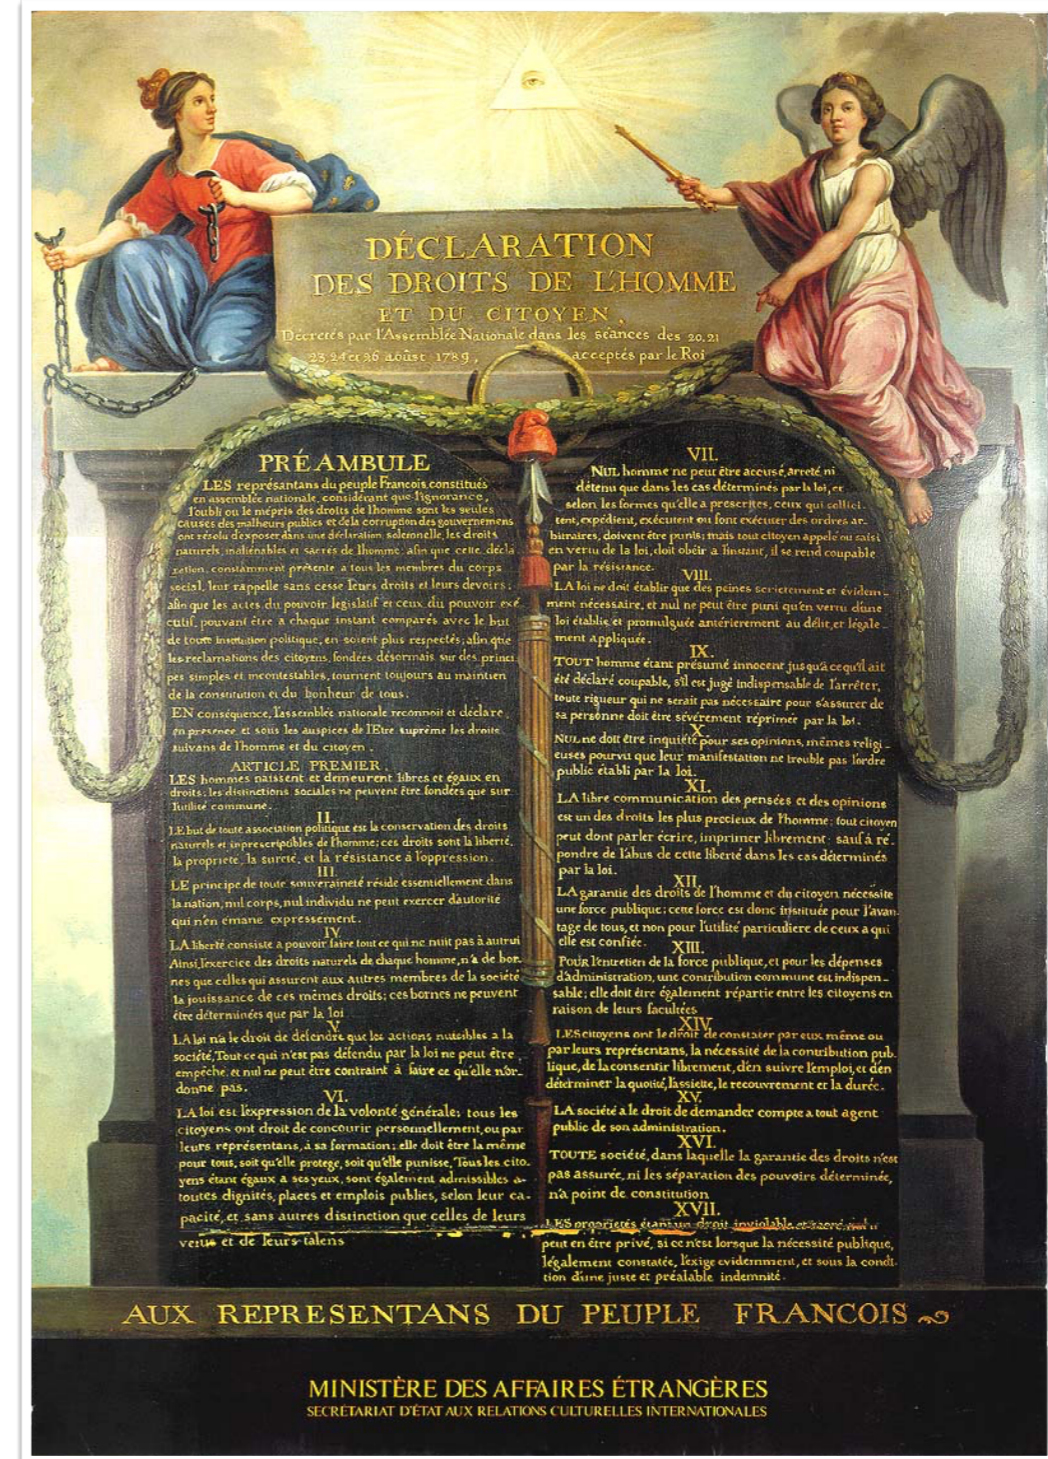 DÉCLARATION
DES DROITS DE L'HOMME
ET DU CITOYEN,
Décretés par l'Assemblée Nationale dans les séances des 20. 21
23. 24 et 26 août 1789, acceptés par le Roi
PRÉAMBULE
LES représantans du peuple François, constitués
en assemblée nationale, considérant que l'ignorance,
l'oubli ou le mépris des droits de l'homme sont les seules
causes des malheurs publics et de la corruption des gouvernemens
ont résolu d'exposer dans une déclaration solemnelle, les droits
naturels, inaliénables et sacrés de l'homme; afin que cette décla
ration, constamment présente a tous les membres du corps
social, leur rappelle sans cesse leurs droits et leurs devoirs;
afin que les actes du pouvoir legislatif et ceux du pouvoir exé
cutif, pouvant être a chaque instant comparés avec le but
de toute institution politique, en soient plus respectés; afin que
les reclamations des citoyens, fondées désormais sur des princi
pes simples et incontestables, tournent toujours au maintien
de la constitution et du bonheur de tous.
EN conséquence, l'assemblée nationale reconnoit et déclare,
en presence et sous les auspices de l'Etre suprème les droits
suivans de l'homme et du citoyen.
ARTICLE PREMIER.
LES hommes naissent et demeurent libres et égaux en
droits; les distinctions sociales ne peuvent être fondées que sur
l'utilité commune.
II.
LE but de toute association politique est la conservation des droits
naturels et inprescriptibles de l'homme; ces droits sont la liberté,
la propriete, la sureté, et la résistance à l'oppression.
III.
LE principe de toute souveraineté réside essentiellement dans
la nation, nul corps, nul individu ne peut exercer d'autorité
qui n'en émane expressement.
IV.
LA liberté consiste a pouvoir faire tout ce qui ne nuit pas à autrui
Ainsi, l'exercice des droits naturels de chaque homme, n'a de bor-
nes que celles qui assurent aux autres membres de la société
la jouissance de ces mêmes droits; ces bornes ne peuvent
être déterminées que par la loi
V.
LA loi n'a le droit de défendre que les actions nuisibles a la
société. Tout ce qui n'est pas défendu par la loi ne peut être
empêché, et nul ne peut être contraint à faire ce qu'elle n'or-
donne pas.
VI.
LA loi est l'expression de la volonté générale; tous les
citoyens ont droit de concourir personnellement, ou par
leurs représentans, à sa formation; elle doit être la même
pour tous, soit qu'elle protege, soit qu'elle punisse. Tous les cito-
yens étant égaux a ses yeux, sont également admissibles a
toutes dignités, places et emplois publics, selon leur ca-
pacité, et sans autres distinction que celles de leurs
vertus et de leurs talens
VII.
NUL homme ne peut être accusé, arreté ni
détenu que dans les cas déterminés par la loi, et
selon les formes qu'elle a prescrites, ceux qui sollici-
tent, expédient, exécutent ou font exécuter des ordres ar-
bitraires, doivent être punis; mais tout citoyen appelé ou saisi
en vertu de la loi, doit obéir a l'instant, il se rend coupable
par la résistance.
VIII.
LA loi ne doit établir que des peines strictement et évidem-
ment nécessaire, et nul ne peut être puni qu'en vertu d'une
loi établie et promulguée antérierement au délit, et légale-
ment appliquée.
IX.
TOUT homme étant présumé innocent jusqu'a ce qu'il ait
été déclaré coupable, s'il est jugé indispensable de l'arrêter,
toute rigueur qui ne serait pas nécessaire pour s'assurer de
sa personne doit être sévèrement réprimée par la loi.
X.
NUL ne doit être inquiété pour ses opinions, mêmes religi-
euses pourvu que leur manifestation ne trouble pas l'ordre
public établi par la loi.
XI.
LA libre communication des pensées et des opinions
est un des droits les plus precieux de l'homme; tout citoyen
peut dont parler écrire, imprimer librement: sauf à ré-
pondre de l'abus de cette liberté dans les cas déterminés
par la loi.
XII.
LA garantie des droits de l'homme et du citoyen nécessite
une force publique; cette force est donc instituée pour l'avan-
tage de tous, et non pour l'utilité particuliere de ceux a qui
elle est confiée.
XIII.
POUR l'entretien de la force publique, et pour les dépenses
d'administration, une contribution commune est indispen-
sable; elle doit être également répartie entre les citoyens en
raison de leurs facultées
XIV.
LES citoyens ont le droit de constater par eux même ou
par leurs représentans, la nécessité de la contribution pub-
lique, de la consentir librement, d'en suivre l'emploi, et d'en
déterminer la quotité, l'assiette, le recouvrement et la durée.
XV.
LA société a le droit de demander compte a tout agent
public de son administration.
XVI.
TOUTE société, dans laquelle la garantie des droits n'est
pas assurée, ni les séparation des pouvoirs déterminée,
n'a point de constitution
XVII.
LES propriétés étant un droit inviolable et sacré, nul ne
peut en être privé, si ce n'est lorsque la nécessité publique,
légalement constatée, l'exige evidemment, et sous la condi-
tion d'une juste et préalable indemnité.
AUX REPRESENTANS DU PEUPLE FRANCOIS
MINISTÈRE DES AFFAIRES ÉTRANGÈRES
SECRÉTARIAT D'ÉTAT AUX RELATIONS CULTURELLES INTERNATIONALES